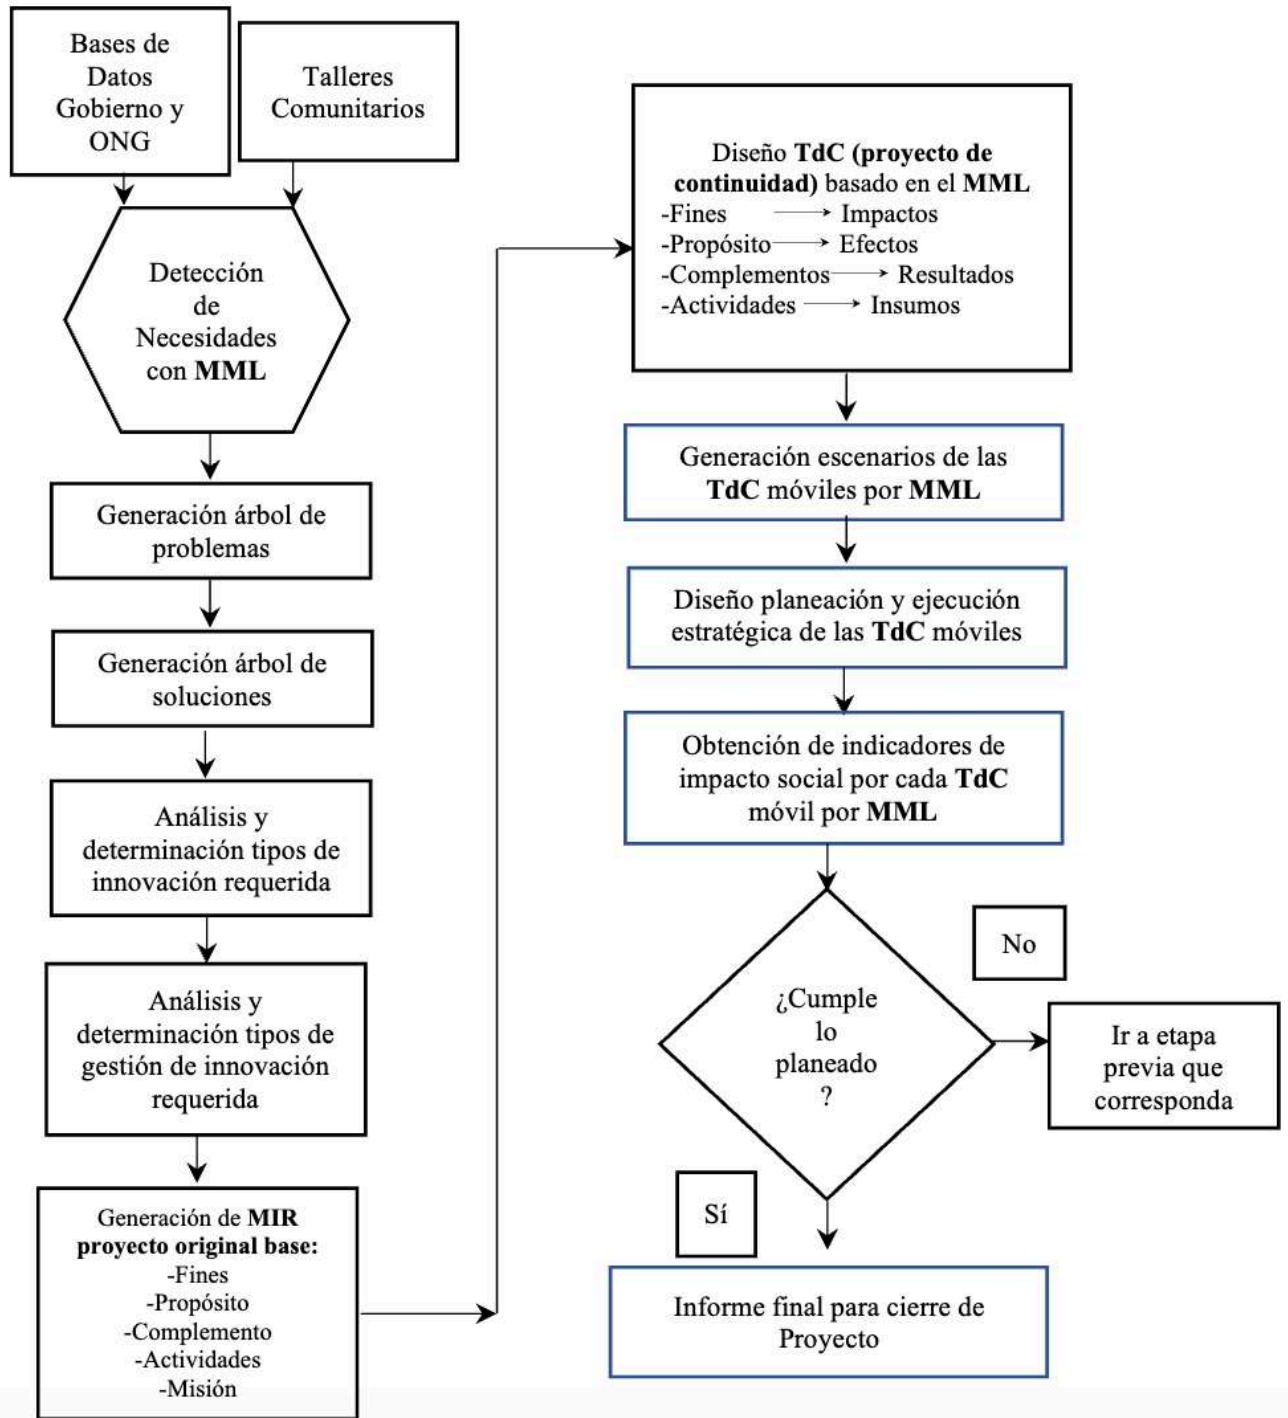 Bases de
Datos
Gobierno y
ONG
Talleres
Comunitarios
Detección
de
Necesidades
con MML
Generación árbol de
problemas
Generación árbol de
soluciones
Análisis y
determinación tipos de
innovación requerida
Análisis y
determinación tipos de
gestión de innovación
requerida
Generación de MIR
proyecto original base:
-Fines
-Propósito
-Complemento
-Actividades
-Misión
Diseño TdC (proyecto de
continuidad) basado en el MML
-Fines → Impactos
-Propósito → Efectos
-Complementos → Resultados
-Actividades → Insumos
Generación escenarios de las
TdC móviles por MML
Diseño planeación y ejecución
estratégica de las TdC móviles
Obtención de indicadores de
impacto social por cada TdC
móvil por MML
¿Cumple
lo
planeado
?
No
Ir a etapa
previa que
corresponda
Sí
Informe final para cierre de
Proyecto